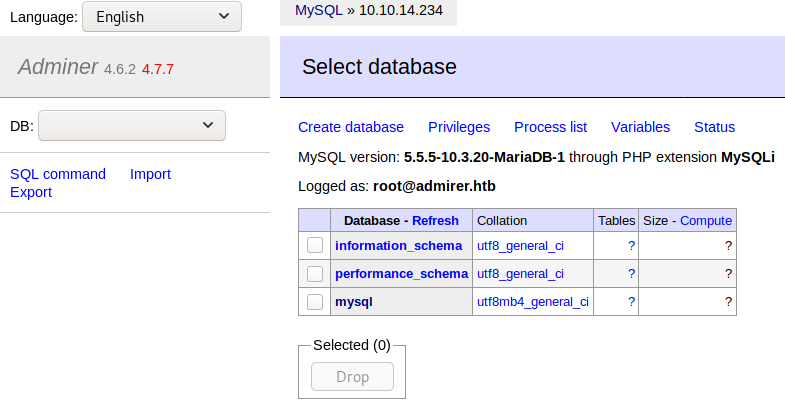 Language: English
MySQL » 10.10.14.234
Adminer 4.6.2 4.7.7
Select database
DB:
SQL command Import
Export
Create database Privileges Process list Variables Status
MySQL version: 5.5.5-10.3.20-MariaDB-1 through PHP extension MySQLi
Logged as: root@admirer.htb
Database - Refresh Collation Tables Size - Compute
information_schema utf8_general_ci ? ?
performance_schema utf8_general_ci ? ?
mysql utf8mb4_general_ci ? ?
Selected (0)
Drop